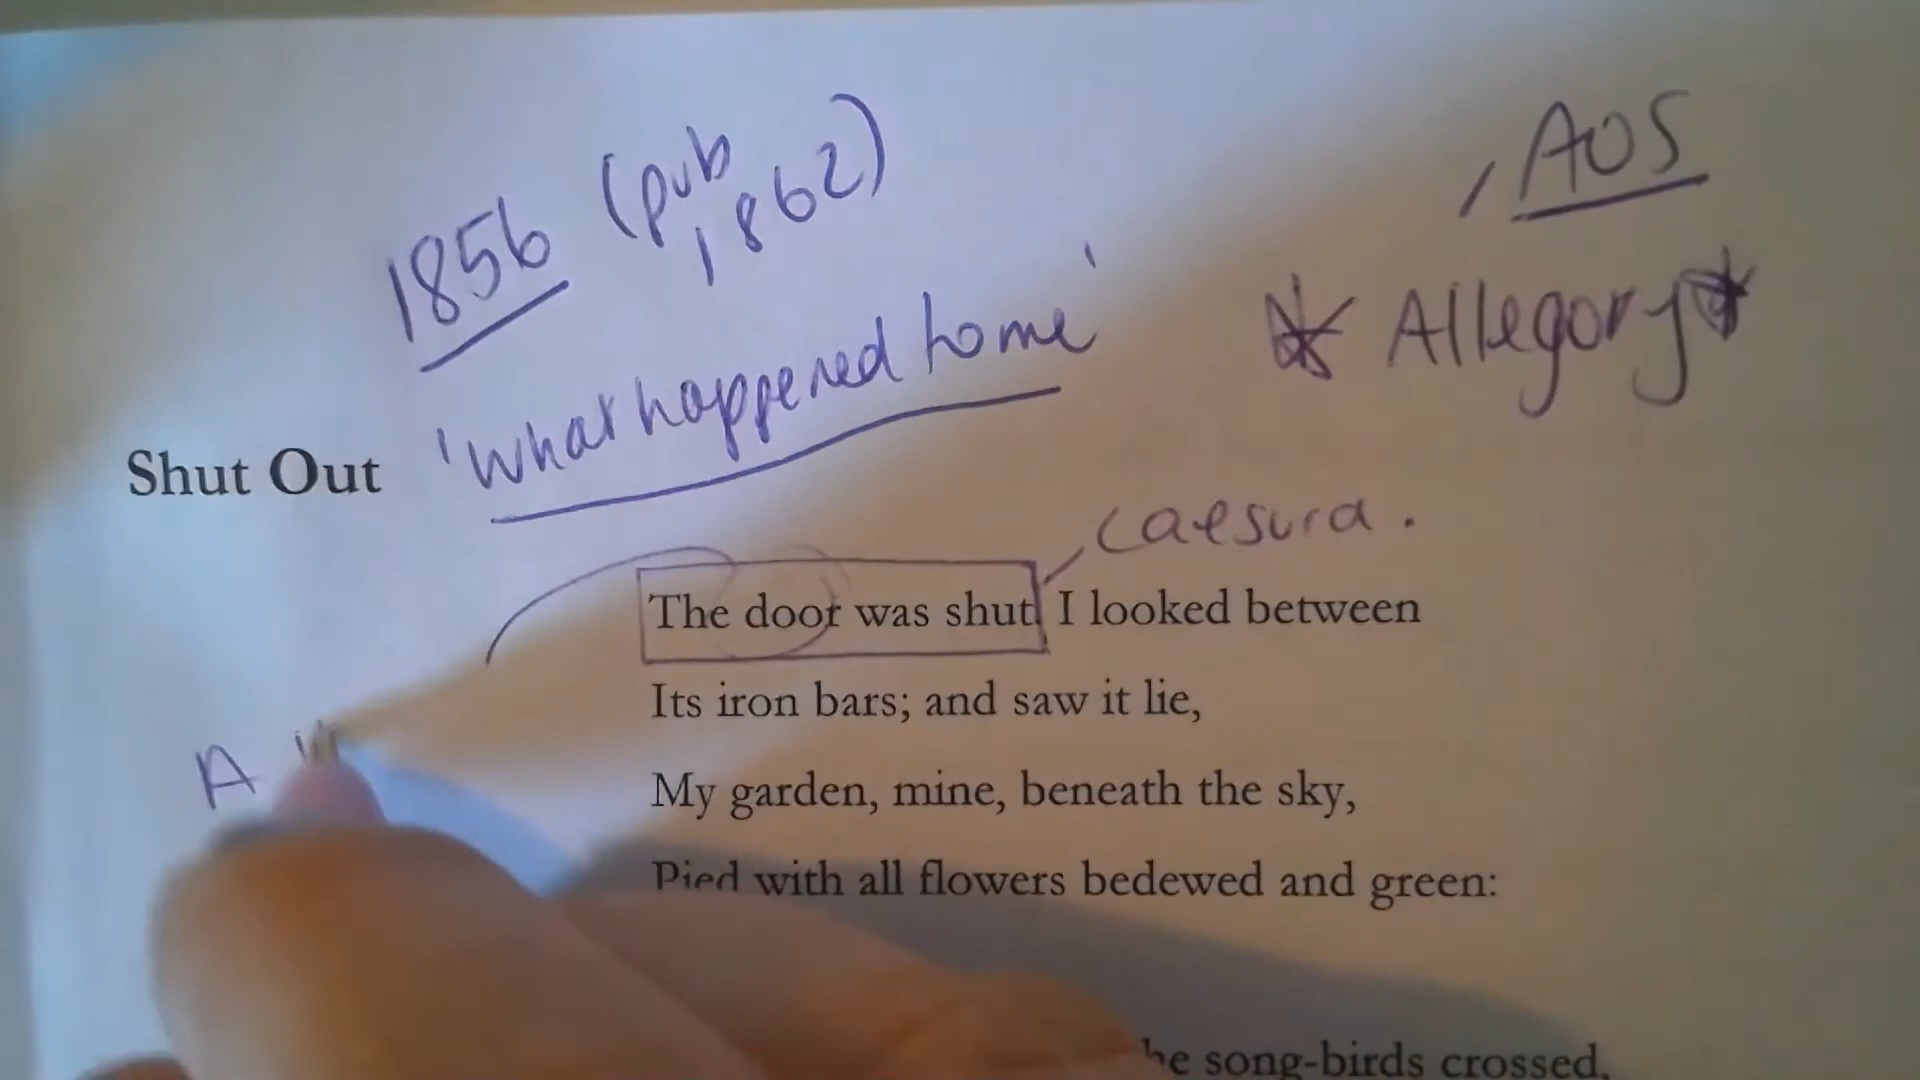 1856 (pub
1862)
, AOS
* Allegory *
'What happened to me'
Shut Out
Caesura.
The door was shut. I looked between
Its iron bars; and saw it lie,
A
My garden, mine, beneath the sky,
Pied with all flowers bedewed and green:
song-birds crossed,